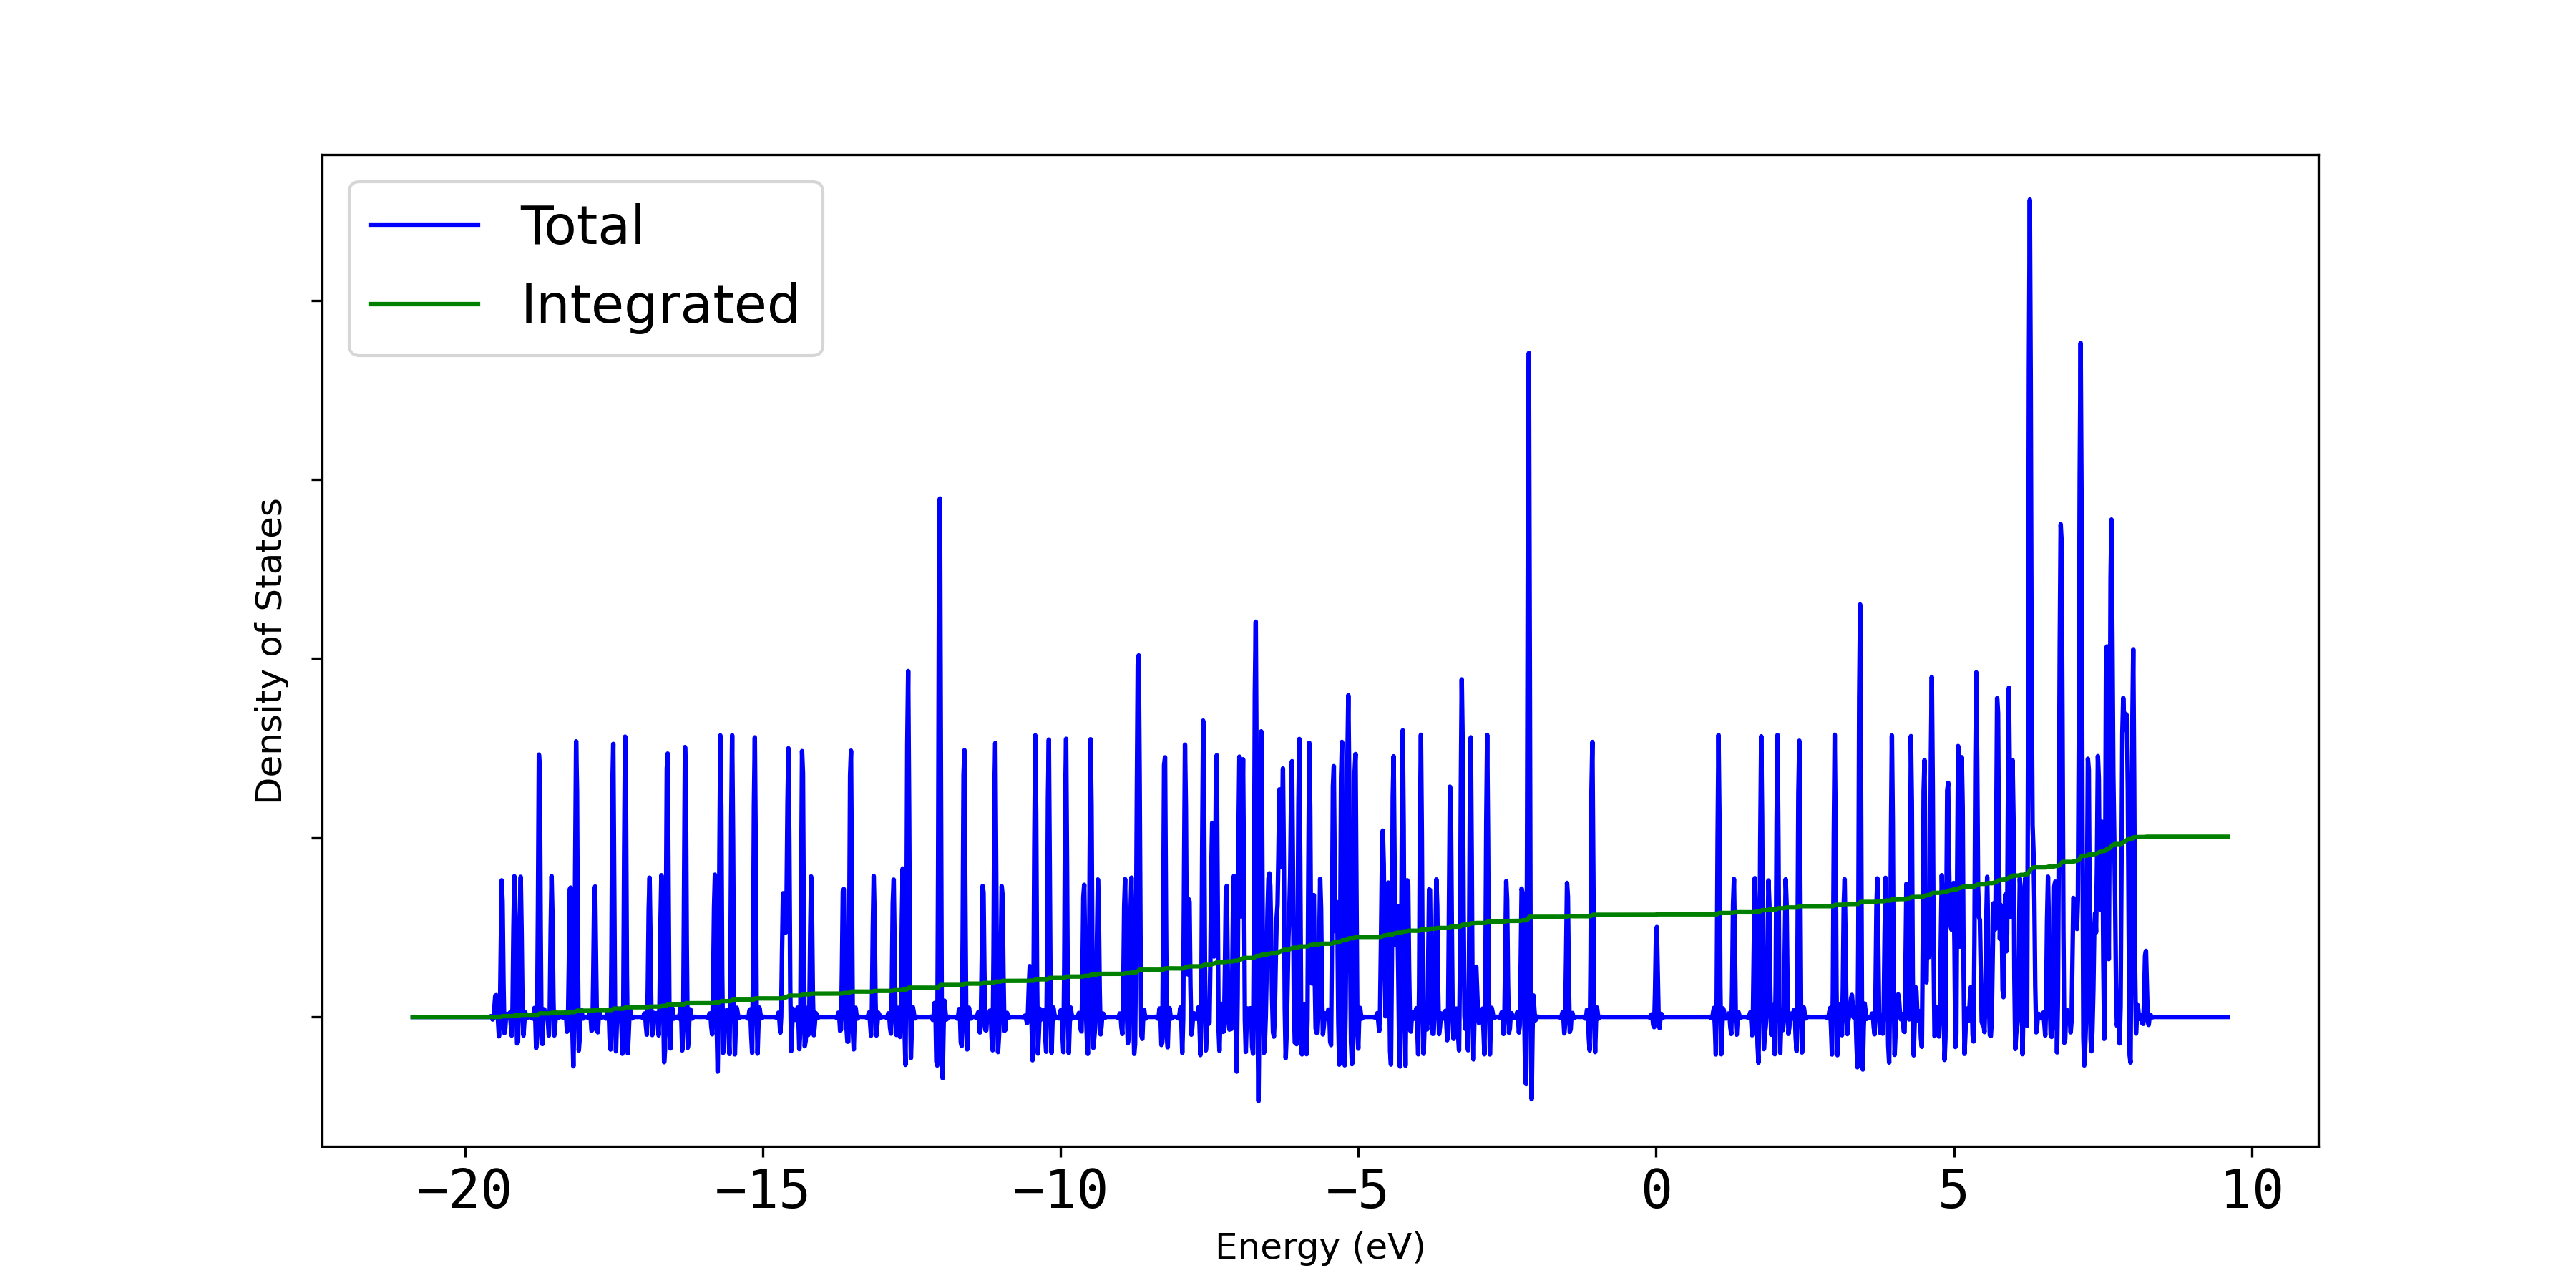 Total
Integrated
Density of States
−20 −15 −10 −5 0 5 10
Energy (eV)